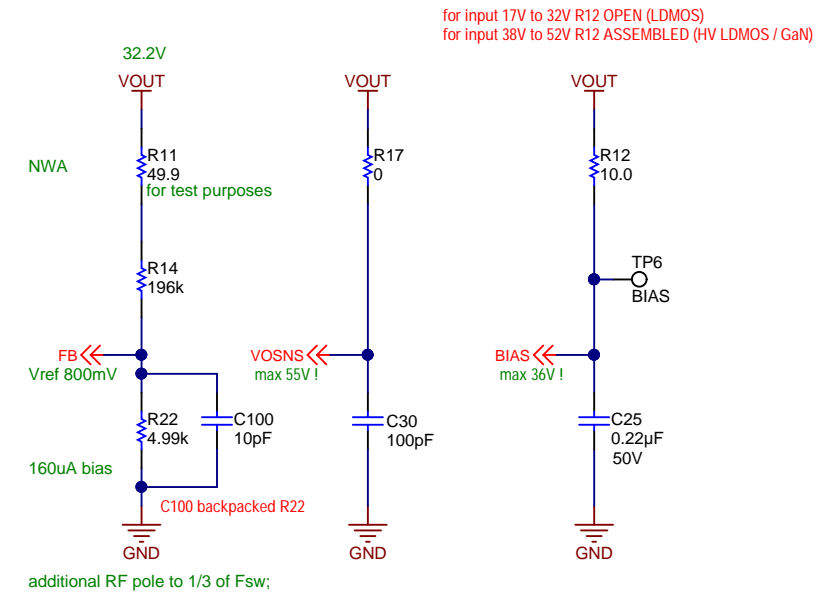 for input 17V to 32V R12 OPEN (LDMOS)
for input 38V to 52V R12 ASSEMBLED (HV LDMOS / GaN)
32.2V
VOUT
VOUT
VOUT
NWA
R11
49.9
for test purposes
R17
0
R12
10.0
R14
196k
TP6
BIAS
FB
Vref 800mV
VOSNS
max 55V !
BIAS
max 36V !
R22
4.99k
C100
10pF
C30
100pF
C25
0.22µF
50V
160uA bias
C100 backpacked R22
GND
GND
GND
additional RF pole to 1/3 of Fsw;